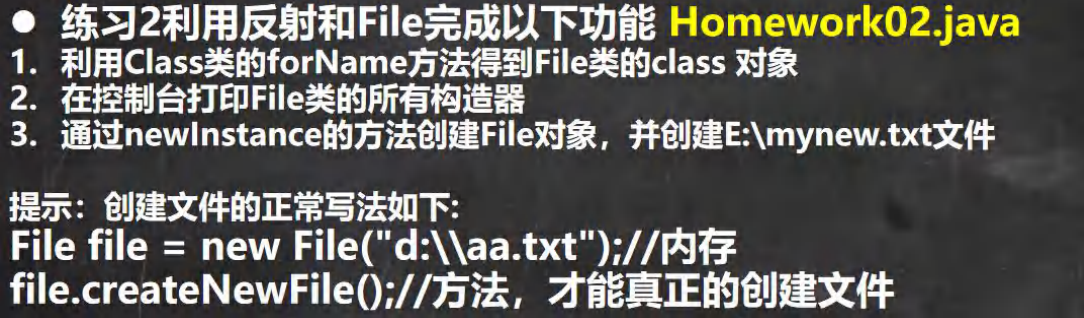 ● 练习2利用反射和File完成以下功能 Homework02.java
1. 利用Class类的forName方法得到File类的class 对象
2. 在控制台打印File类的所有构造器
3. 通过newInstance的方法创建File对象，并创建E:\mynew.txt文件
提示：创建文件的正常写法如下:
File file = new File("d:\\aa.txt");//内存
file.createNewFile();//方法，才能真正的创建文件